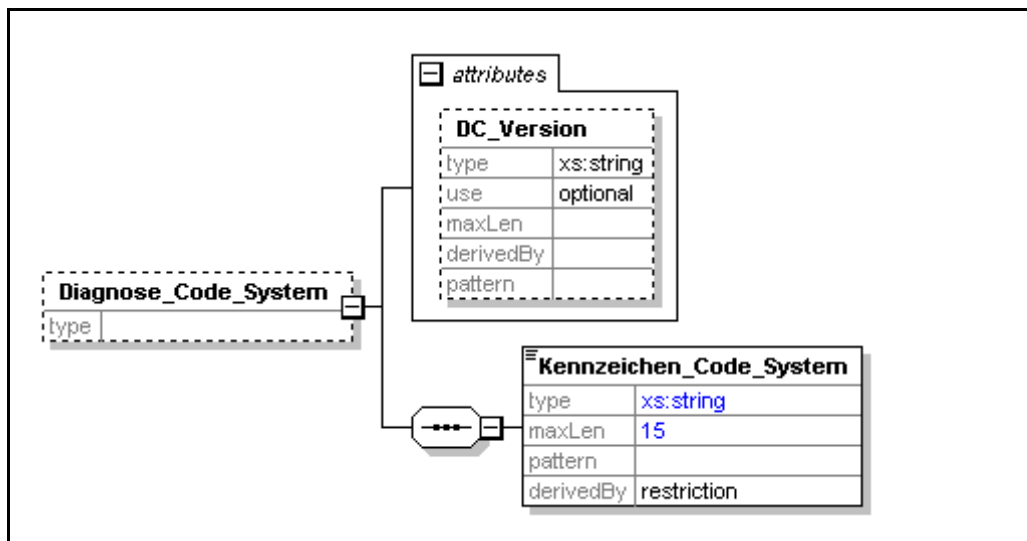 attributes
DC_Version
type xs:string
use optional
maxLen
derivedBy
pattern
Diagnose_Code_System
type
Kennzeichen_Code_System
type xs:string
maxLen 15
pattern
derivedBy restriction